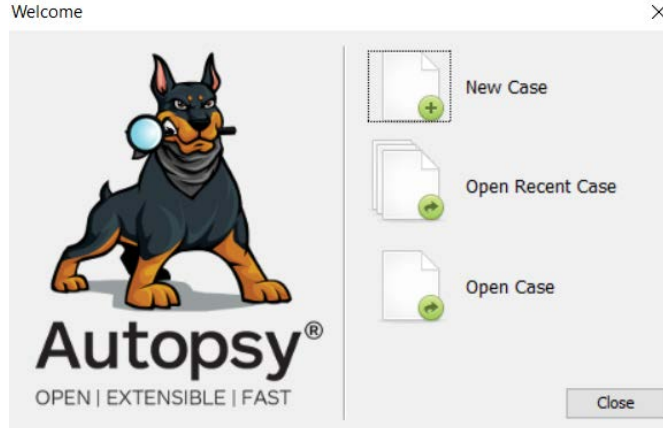 Welcome
New Case
Open Recent Case
Open Case
Autopsy®
OPEN | EXTENSIBLE | FAST
Close